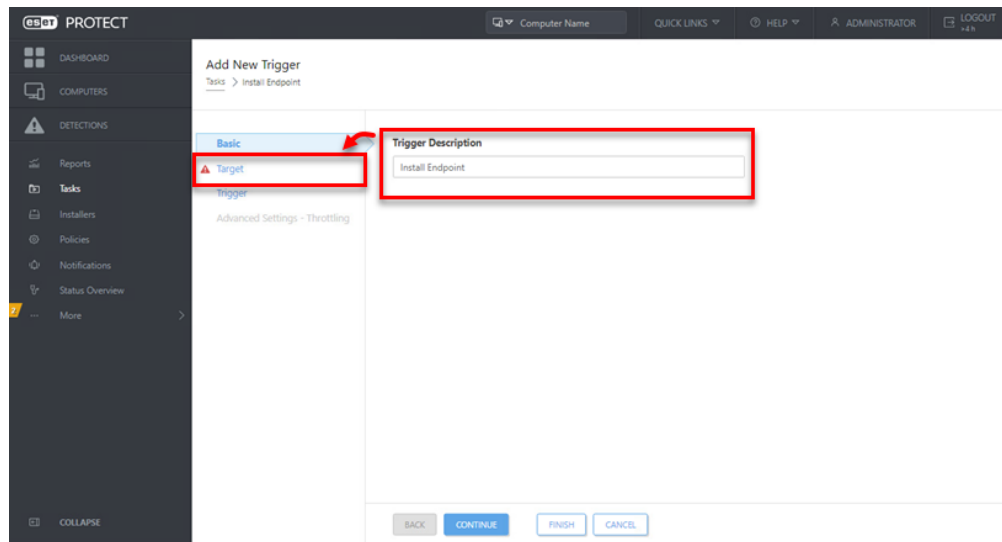 eset PROTECT
Computer Name
QUICK LINKS
HELP
ADMINISTRATOR
LOGOUT
>4 h
DASHBOARD
COMPUTERS
DETECTIONS
Reports
Tasks
Installers
Policies
Notifications
Status Overview
More
COLLAPSE
Add New Trigger
Tasks > Install Endpoint
Basic
Target
Trigger
Advanced Settings - Throttling
Trigger Description
Install Endpoint
BACK
CONTINUE
FINISH
CANCEL